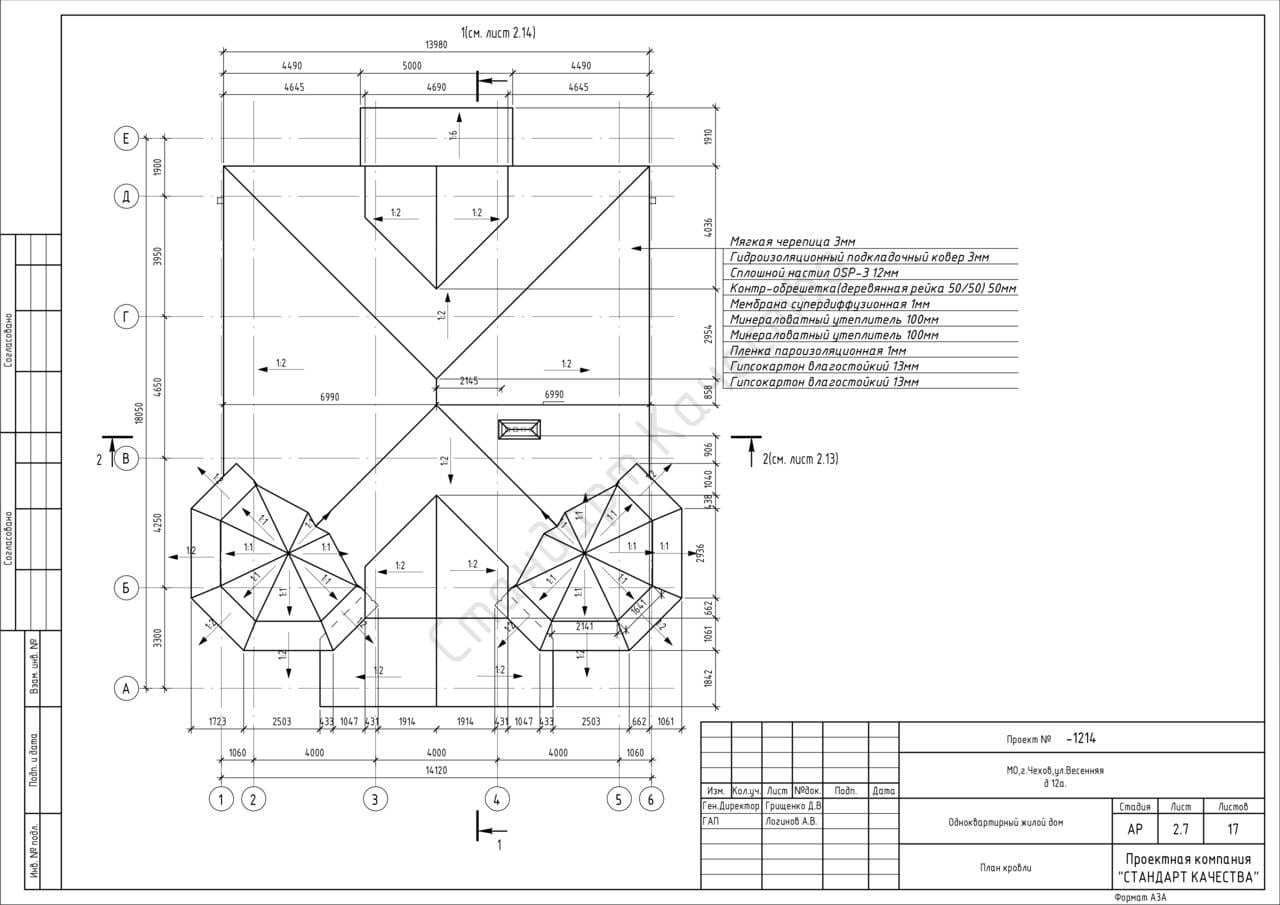 1(см. лист 2.14)
13980
4490 5000 4490
4645 4690 4645
Е
Д
Г
В
Б
А
1900
3950
4650
4250
3300
18050
1:6
1:2 1:2
1:2
1:2 1:2
2145
6990 6990
1:2
1910
4036
2954
858
906
1040
438
2936
662
1061
1842
Мягкая черепица 3мм
Гидроизоляционный подкладочный ковер 3мм
Сплошной настил OSP-3 12мм
Контр-обрешетка(деревянная рейка 50/50) 50мм
Мембрана супердиффузионная 1мм
Минераловатный утеплитель 100мм
Минераловатный утеплитель 100мм
Пленка пароизоляционная 1мм
Гипсокартон влагостойкий 13мм
Гипсокартон влагостойкий 13мм
2
2(см. лист 2.13)
1:2 1:2
1:1 1:1 1:1 1:1
1:2 1:1 1:1 1:2 1:2 1:1 1:1
1:1 1:1 1:1 1:1 1:1 1:1
1641
1:2 1:2 2141 1:2 1:2
1:2 1:2
1:2 1:2
1723 2503 433 1047 431 1914 1914 431 1047 433 2503 662 1061
1060 4000 4000 4000 1060
14120
1 2 3 4 5 6
1
Стандарт Качества
Согласовано
Согласовано
Взам. инв. №
Подп. и дата
Инв. № подл.
Проект № -1214
МО,г.Чехов,ул.Весенняя
д 12а.
Изм. Кол.уч. Лист №док. Подп. Дата
Ген.Директор Грищенко Д.В
ГАП Логинов А.В.
Одноквартирный жилой дом
Стадия Лист Листов
АР 2.7 17
План кровли
Проектная компания
"СТАНДАРТ КАЧЕСТВА"
Формат А3А